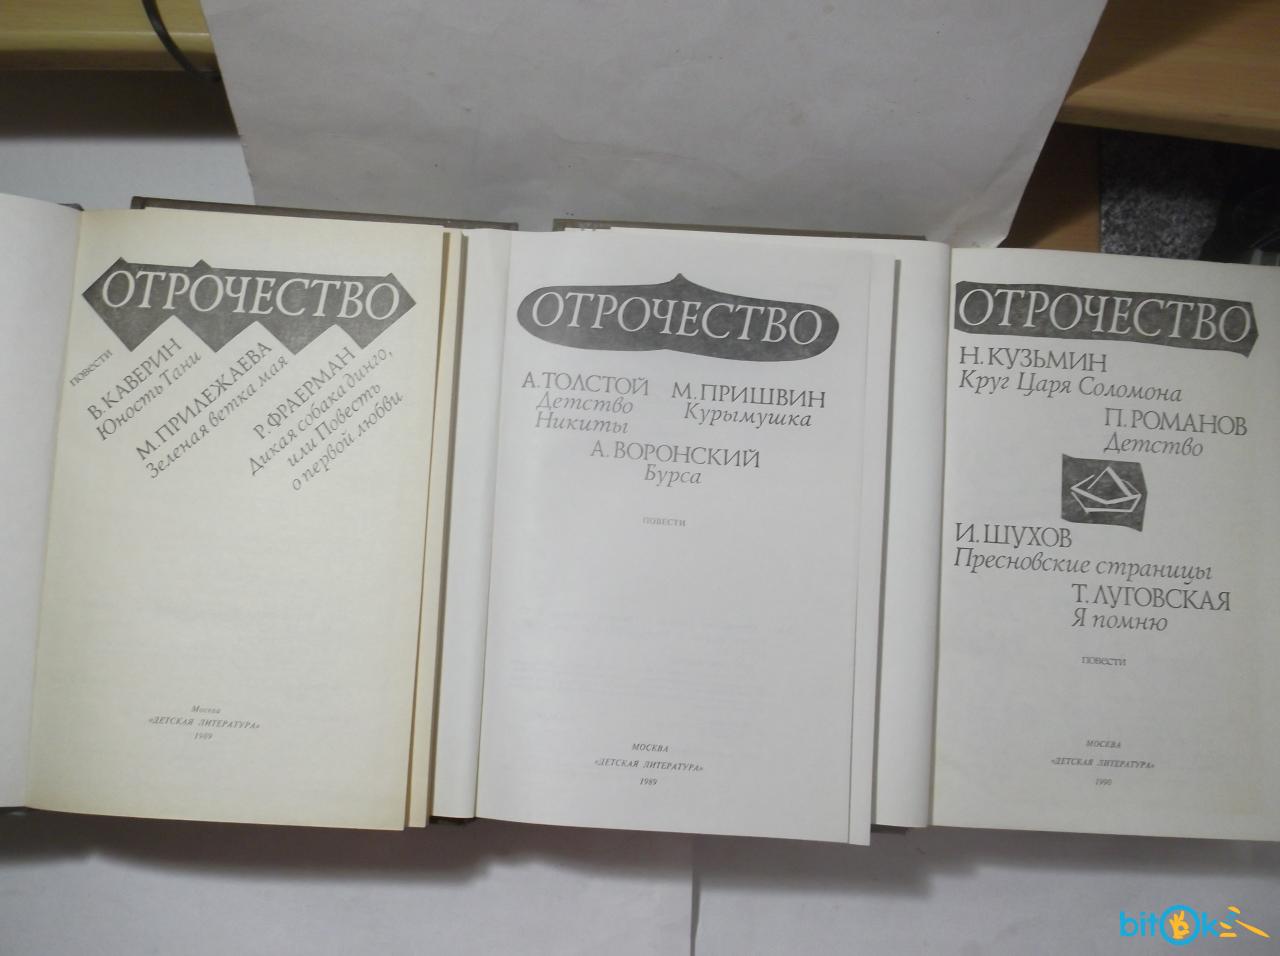 ОТРОЧЕСТВО
повести
В. КАВЕРИН
Юность Тани
М. ПРИЛЕЖАЕВА
Зеленая ветка мая
Р. ФРАЕРМАН
Дикая собака динго,
или Повесть
о первой любви
Москва
«ДЕТСКАЯ ЛИТЕРАТУРА»
1989
ОТРОЧЕСТВО
А. ТОЛСТОЙ
Детство
Никиты
М. ПРИШВИН
Курымушка
А. ВОРОНСКИЙ
Бурса
ПОВЕСТИ
МОСКВА
«ДЕТСКАЯ ЛИТЕРАТУРА»
1989
ОТРОЧЕСТВО
Н. КУЗЬМИН
Круг Царя Соломона
П. РОМАНОВ
Детство
И. ШУХОВ
Пресновские страницы
Т. ЛУГОВСКАЯ
Я помню
ПОВЕСТИ
МОСКВА
«ДЕТСКАЯ ЛИТЕРАТУРА»
1990
bitOk